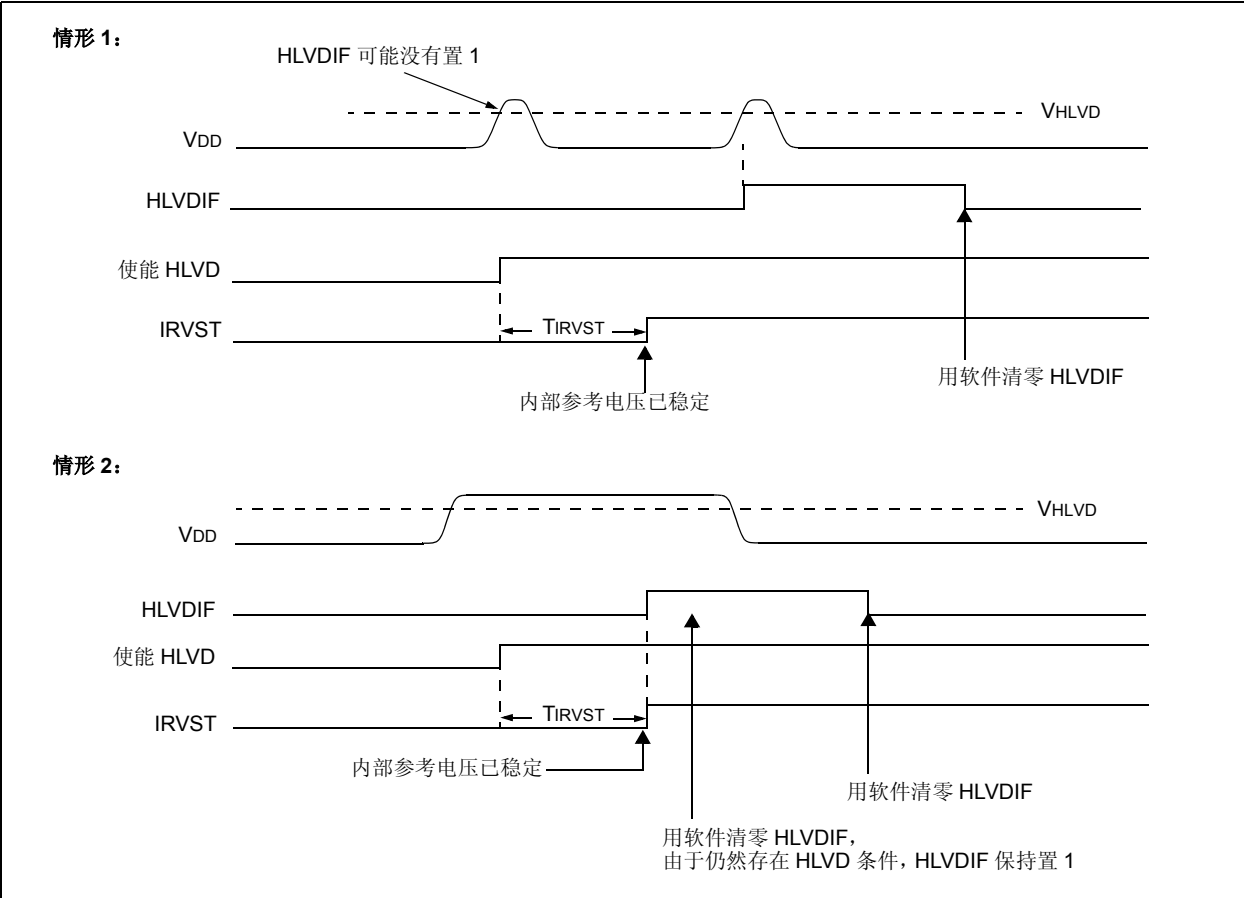 情形 1：
HLVDIF 可能没有置 1
VHLVD
VDD
HLVDIF
使能 HLVD
IRVST
TIRVST
用软件清零 HLVDIF
内部参考电压已稳定
情形 2：
VHLVD
VDD
HLVDIF
使能 HLVD
IRVST
TIRVST
内部参考电压已稳定
用软件清零 HLVDIF
用软件清零 HLVDIF，
由于仍然存在 HLVD 条件，HLVDIF 保持置 1